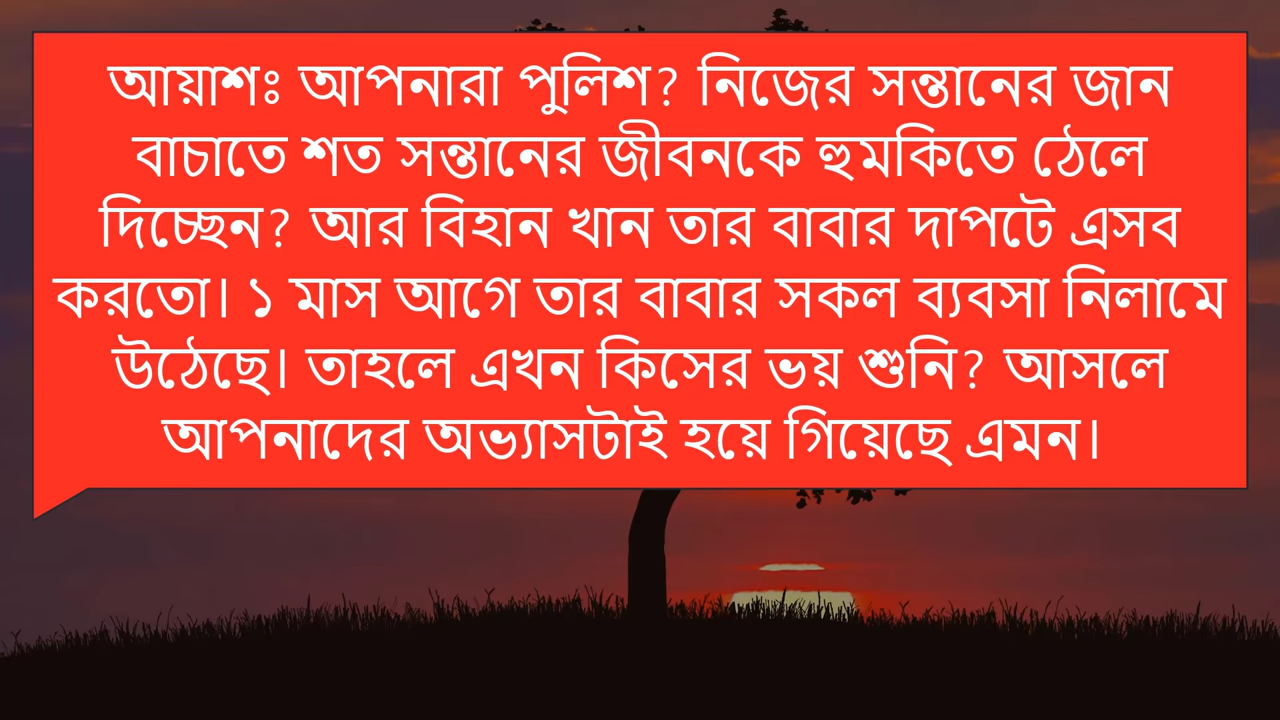 আয়াশঃ আপনারা পুলিশ? নিজের সন্তানের জান
বাচাতে শত সন্তানের জীবনকে হুমকিতে ঠেলে
দিচ্ছেন? আর বিহান খান তার বাবার দাপটে এসব
করতো। ১ মাস আগে তার বাবার সকল ব্যবসা নিলামে
উঠেছে। তাহলে এখন কিসের ভয় শুনি? আসলে
আপনাদের অভ্যাসটাই হয়ে গিয়েছে এমন।